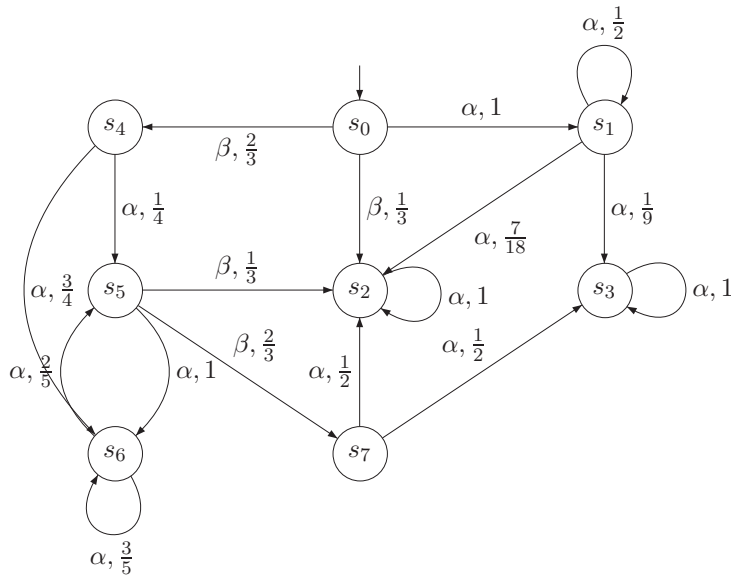 α, 1/2
s4
s0
s1
α, 1
β, 2/3
α, 1/4
β, 1/3
α, 1/9
α, 7/18
β, 1/3
α, 3/4
s5
s2
α, 1
s3
α, 1
β, 2/3
α, 1/2
α, 2/5
α, 1
α, 1/2
s6
s7
α, 3/5